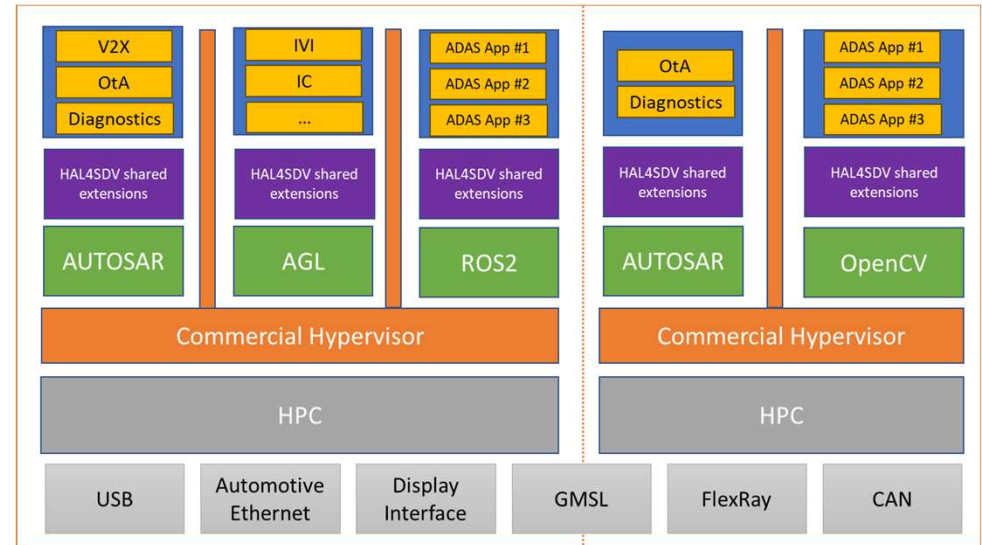 V2X
OtA
Diagnostics
IVI
IC
...
ADAS App #1
ADAS App #2
ADAS App #3
OtA
Diagnostics
ADAS App #1
ADAS App #2
ADAS App #3
HAL4SDV shared
extensions
HAL4SDV shared
extensions
HAL4SDV shared
extensions
HAL4SDV shared
extensions
HAL4SDV shared
extensions
AUTOSAR
AGL
ROS2
AUTOSAR
OpenCV
Commercial Hypervisor
Commercial Hypervisor
HPC
HPC
USB
Automotive
Ethernet
Display
Interface
GMSL
FlexRay
CAN